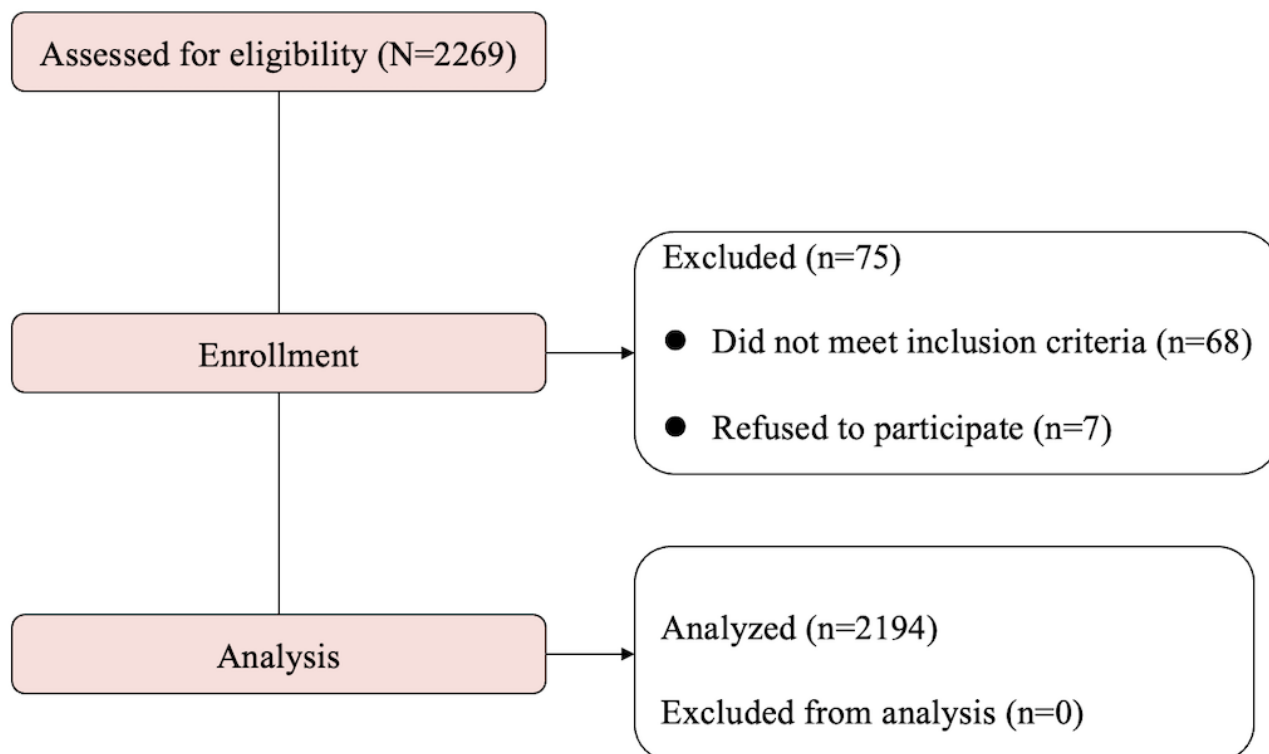 Assessed for eligibility (N=2269)
Excluded (n=75)
● Did not meet inclusion criteria (n=68)
● Refused to participate (n=7)
Enrollment
Analyzed (n=2194)
Excluded from analysis (n=0)
Analysis